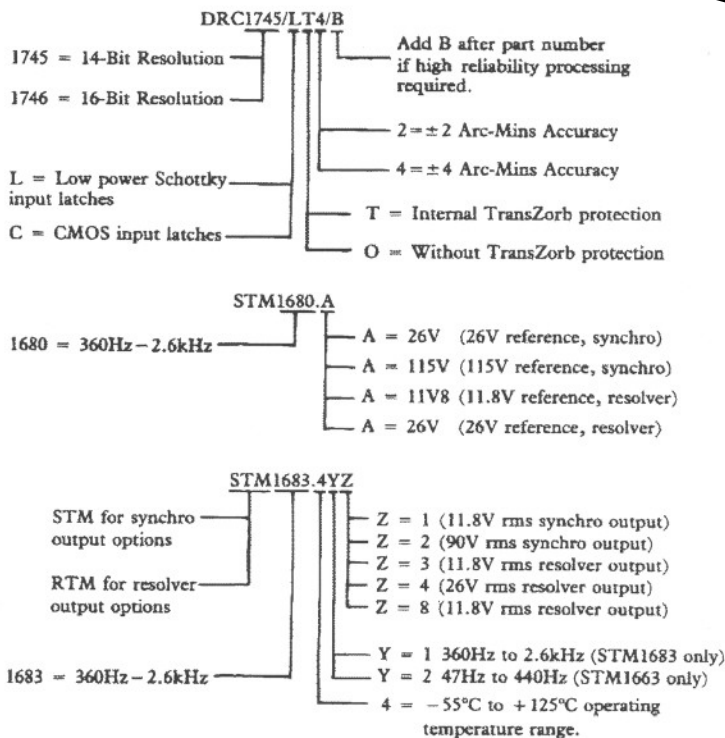 DRC1745/LT4/B
1745 = 14-Bit Resolution
1746 = 16-Bit Resolution
Add B after part number
if high reliability processing
required.
2 = ± 2 Arc-Mins Accuracy
4 = ± 4 Arc-Mins Accuracy
L = Low power Schottky
input latches
C = CMOS input latches
T = Internal TransZorb protection
O = Without TransZorb protection
STM1680.A
1680 = 360Hz – 2.6kHz
A = 26V (26V reference, synchro)
A = 115V (115V reference, synchro)
A = 11V8 (11.8V reference, resolver)
A = 26V (26V reference, resolver)
STM1683.4YZ
STM for synchro
output options
RTM for resolver
output options
Z = 1 (11.8V rms synchro output)
Z = 2 (90V rms synchro output)
Z = 3 (11.8V rms resolver output)
Z = 4 (26V rms resolver output)
Z = 8 (11.8V rms resolver output)
1683 = 360Hz – 2.6kHz
Y = 1 360Hz to 2.6kHz (STM1683 only)
Y = 2 47Hz to 440Hz (STM1663 only)
4 = – 55°C to + 125°C operating
temperature range.